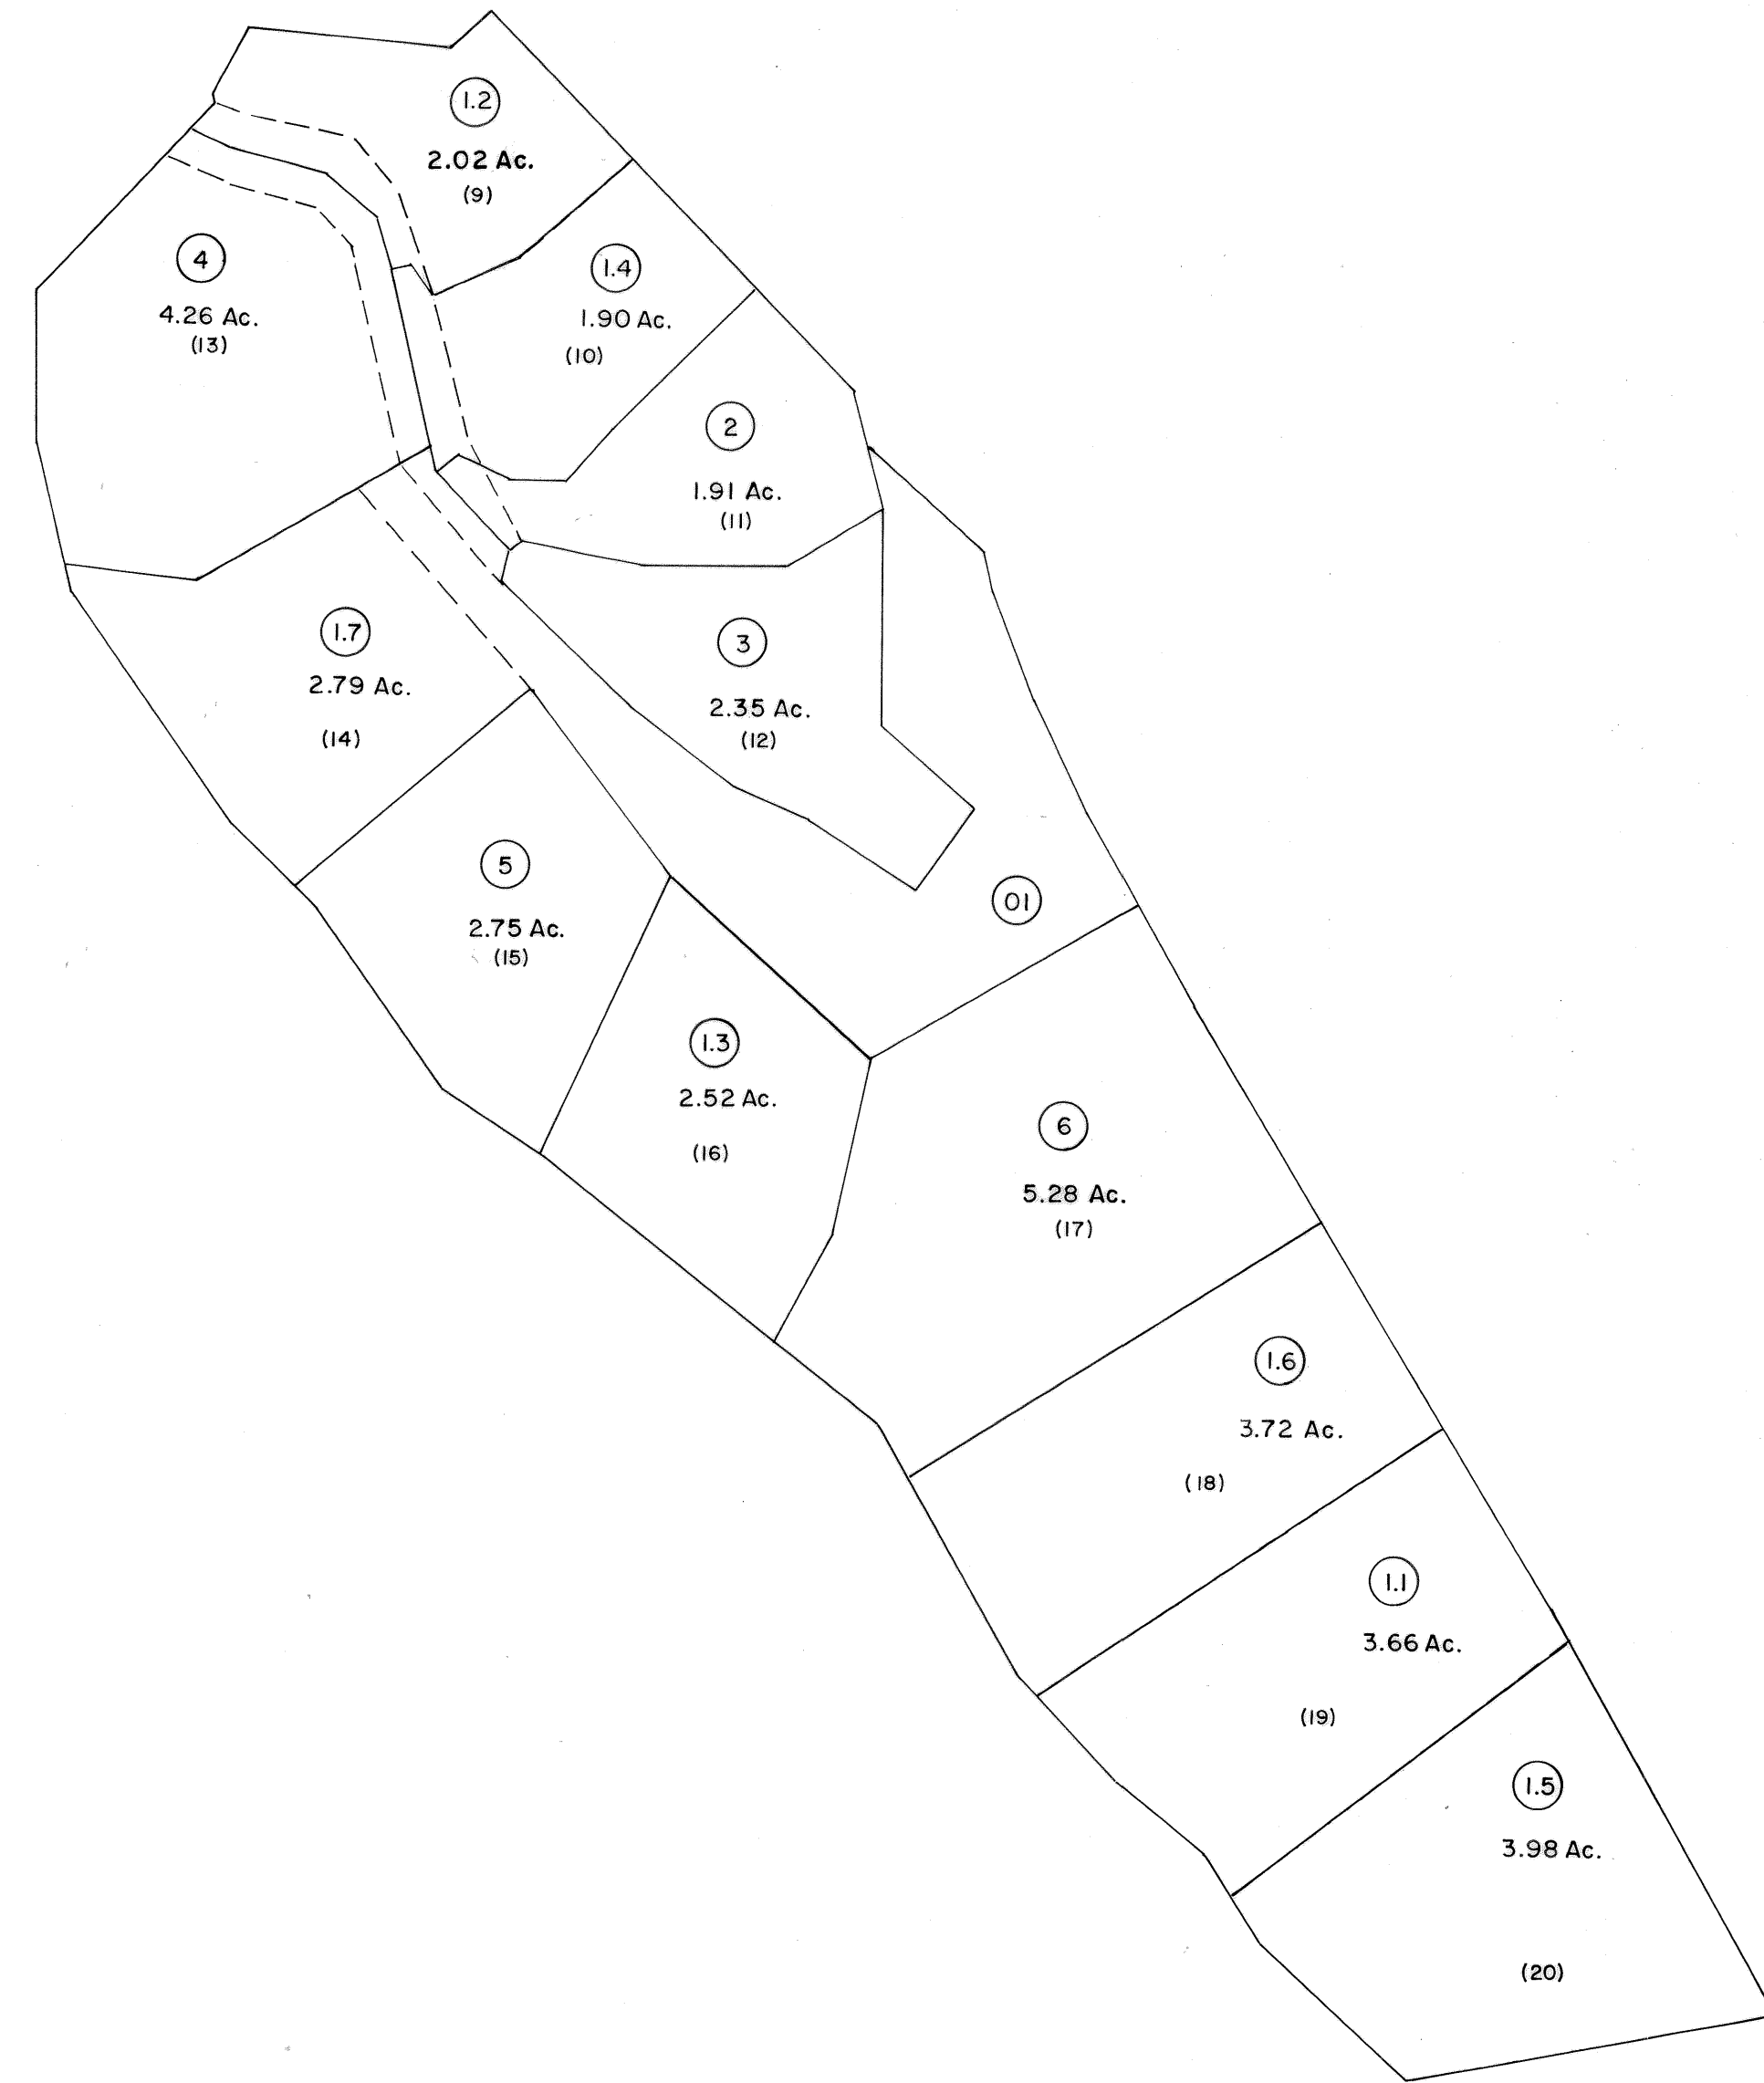 1.2
2.02 Ac.
(9)
4
4.26 Ac.
(13)
1.4
1.90 Ac.
(10)
2
1.91 Ac.
(11)
1.7
2.79 Ac.
(14)
3
2.35 Ac.
(12)
5
2.75 Ac.
(15)
01
1.3
2.52 Ac.
(16)
6
5.28 Ac.
(17)
1.6
3.72 Ac.
(18)
1.1
3.66 Ac.
(19)
1.5
3.98 Ac.
(20)